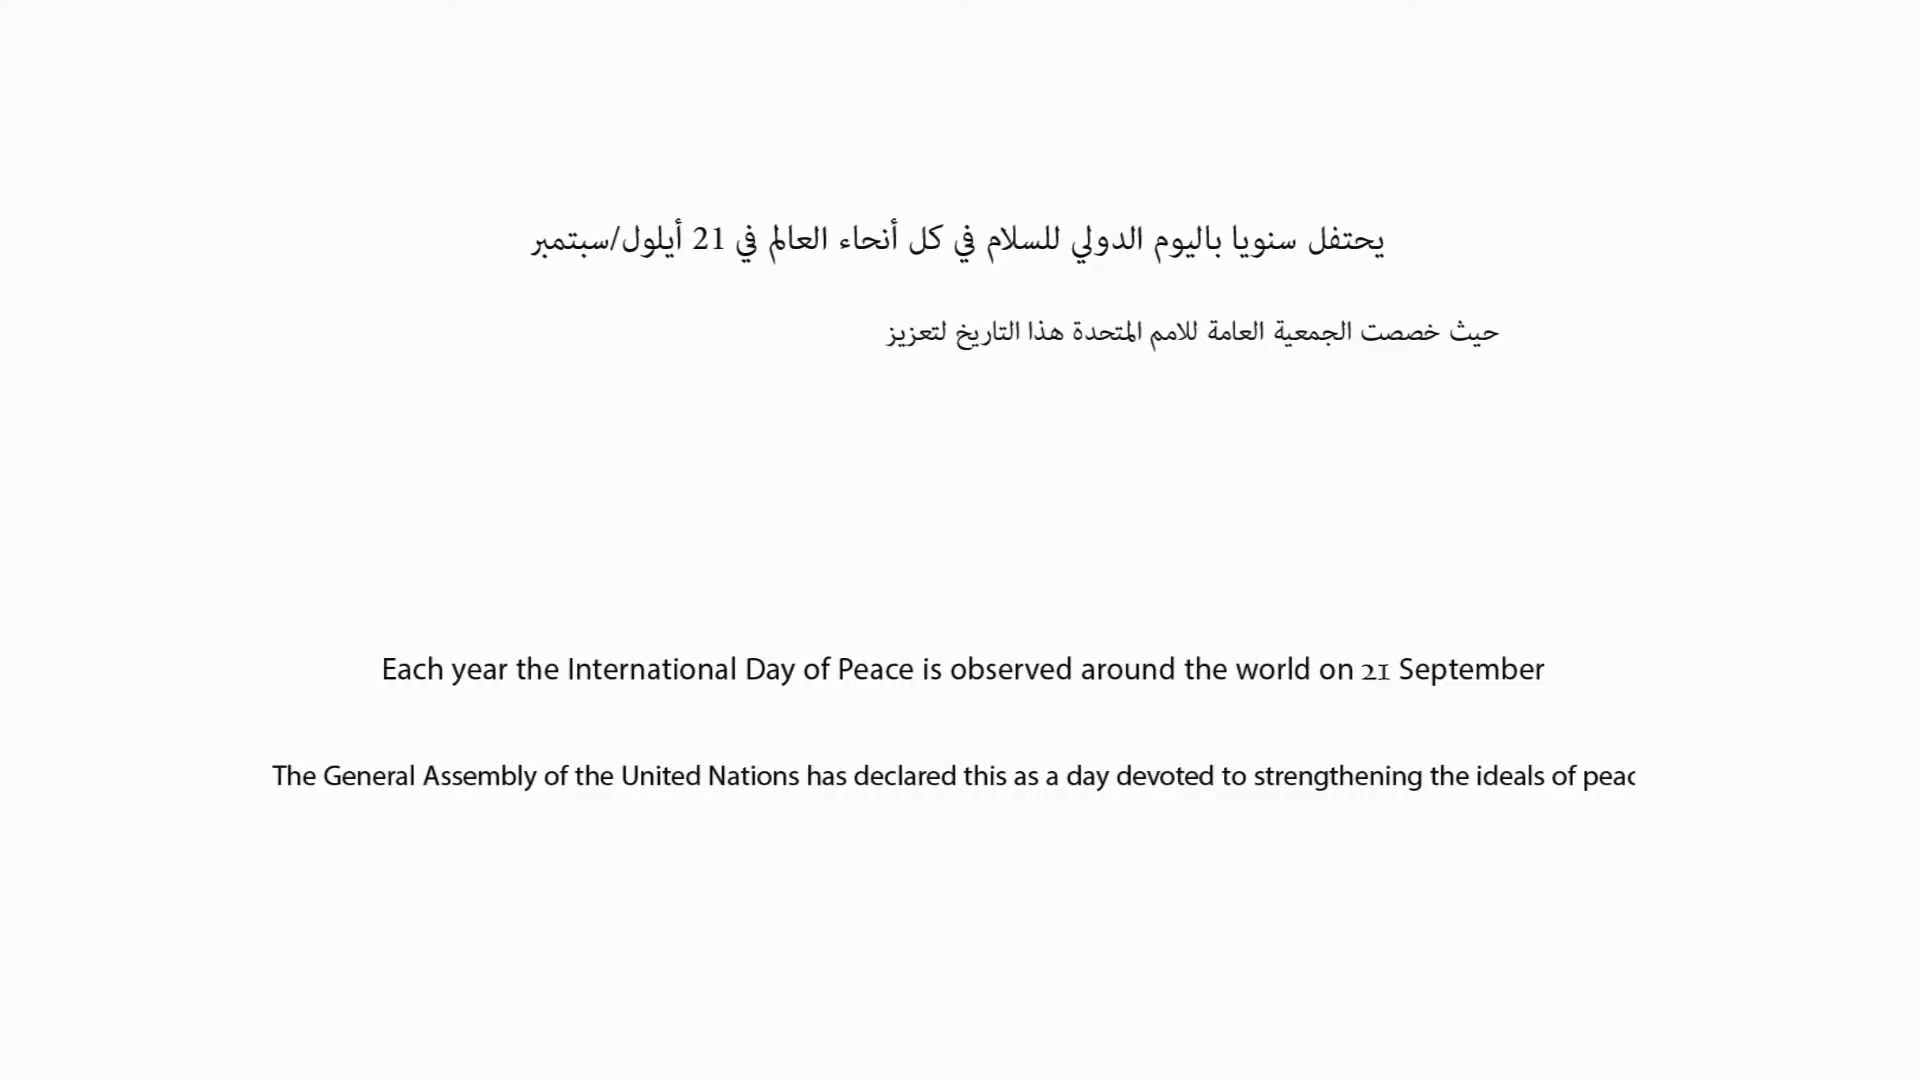 يحتفل سنويا باليوم الدولي للسلام في كل أنحاء العالم في 21 أيلول/سبتمبر
حيث خصصت الجمعية العامة للامم المتحدة هذا التاريخ لتعزيز
Each year the International Day of Peace is observed around the world on 21 September
The General Assembly of the United Nations has declared this as a day devoted to strengthening the ideals of peac